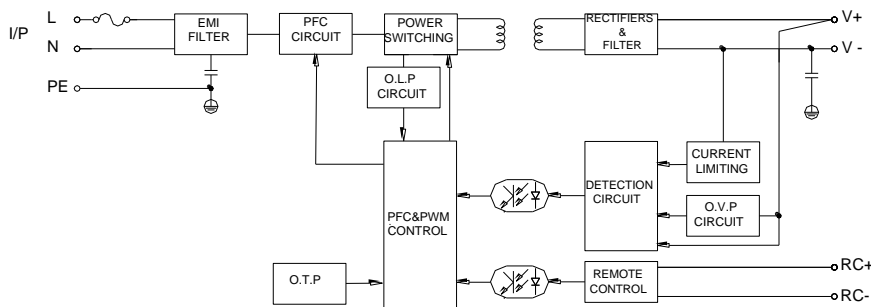 I/P
L
N
PE
EMI
FILTER
PFC
CIRCUIT
POWER
SWITCHING
RECTIFIERS
&
FILTER
V+
V -
O.L.P
CIRCUIT
PFC&PWM
CONTROL
DETECTION
CIRCUIT
CURRENT
LIMITING
O.V.P
CIRCUIT
O.T.P
REMOTE
CONTROL
RC+
RC-